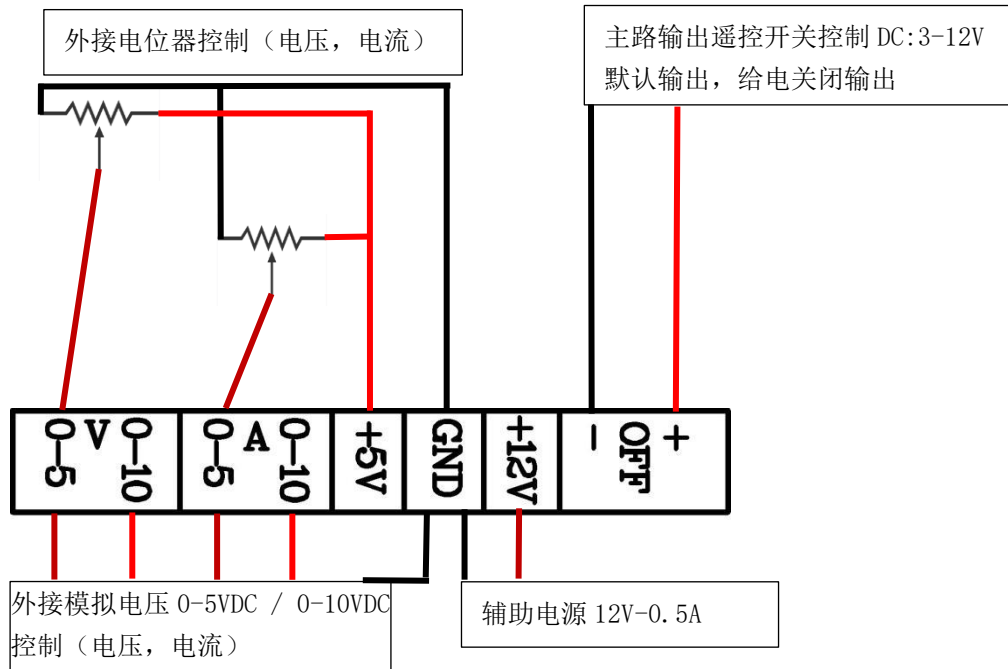 外接电位器控制（电压，电流）
主路输出遥控开关控制 DC:3-12V
默认输出，给电关闭输出
0-5
V
0-10
0-5
A
0-10
+5V
GND
+12V
-
OFF
+
外接模拟电压 0-5VDC / 0-10VDC
控制（电压，电流）
辅助电源 12V-0.5A